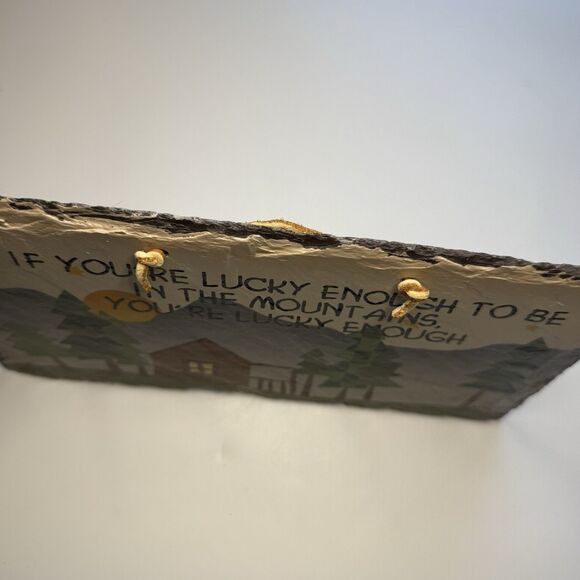 IF YOU'RE LUCKY ENOUGH TO BE
IN THE MOUNTAINS,
YOU'RE LUCKY ENOUGH